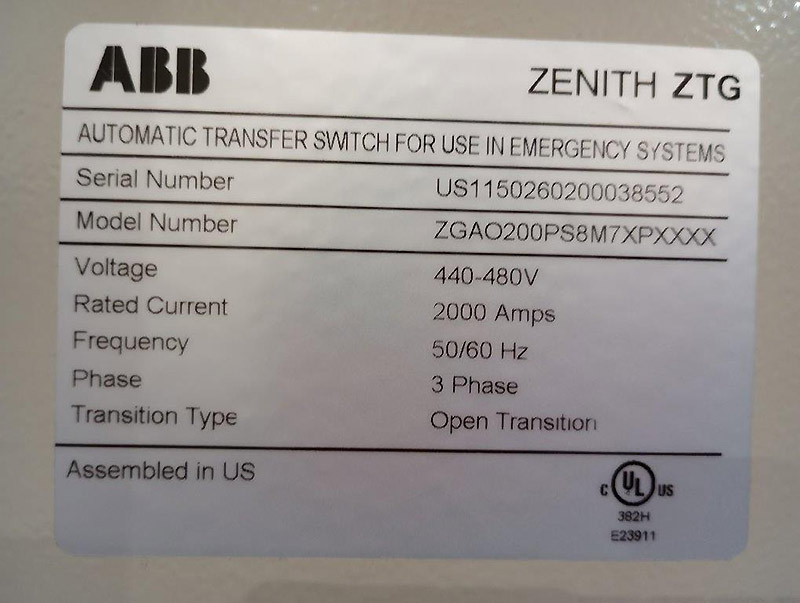 ABB ZENITH ZTG
AUTOMATIC TRANSFER SWITCH FOR USE IN EMERGENCY SYSTEMS
Serial Number US1150260200038552
Model Number ZGAO200PS8M7XPXXXX
Voltage 440-480V
Rated Current 2000 Amps
Frequency 50/60 Hz
Phase 3 Phase
Transition Type Open Transition
Assembled in US
C UL US
382H
E23911